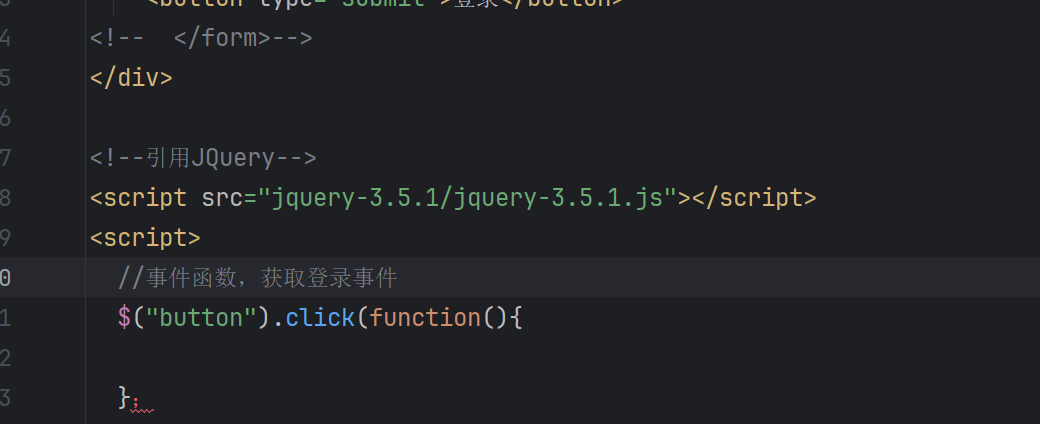 3 <button type="submit">登录</button>
4 <!--  </form>-->
5 </div>
6
7 <!--引用JQuery-->
8 <script src="jquery-3.5.1/jquery-3.5.1.js"></script>
9 <script>
0 //事件函数，获取登录事件
1 $("button").click(function(){
2
3 };